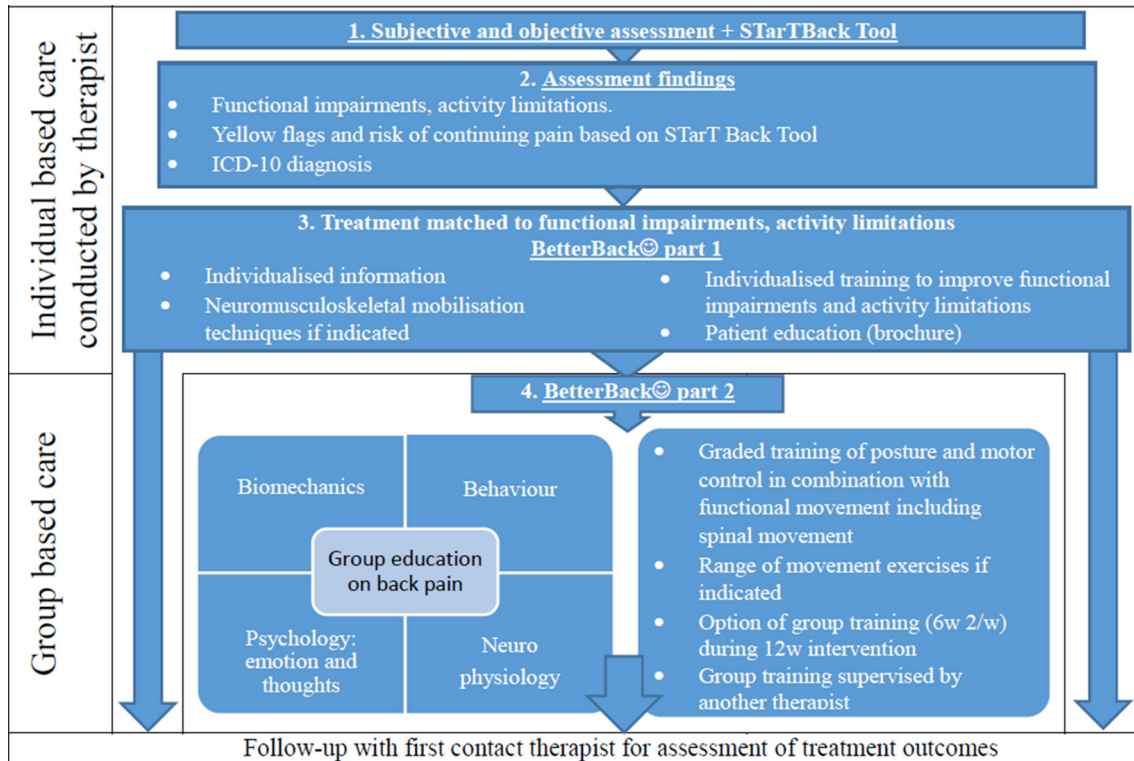 Individual based care
conducted by therapist
1. Subjective and objective assessment + STarTBack Tool
2. Assessment findings
• Functional impairments, activity limitations.
• Yellow flags and risk of continuing pain based on STarT Back Tool
• ICD-10 diagnosis
3. Treatment matched to functional impairments, activity limitations
BetterBack☺ part 1
• Individualised information
• Neuromusculoskeletal mobilisation
techniques if indicated
• Individualised training to improve functional
impairments and activity limitations
• Patient education (brochure)
Group based care
4. BetterBack☺ part 2
Biomechanics
Behaviour
Group education
on back pain
Psychology:
emotion and
thoughts
Neuro
physiology
• Graded training of posture and motor
control in combination with
functional movement including
spinal movement
• Range of movement exercises if
indicated
• Option of group training (6w 2/w)
during 12w intervention
• Group training supervised by
another therapist
Follow-up with first contact therapist for assessment of treatment outcomes